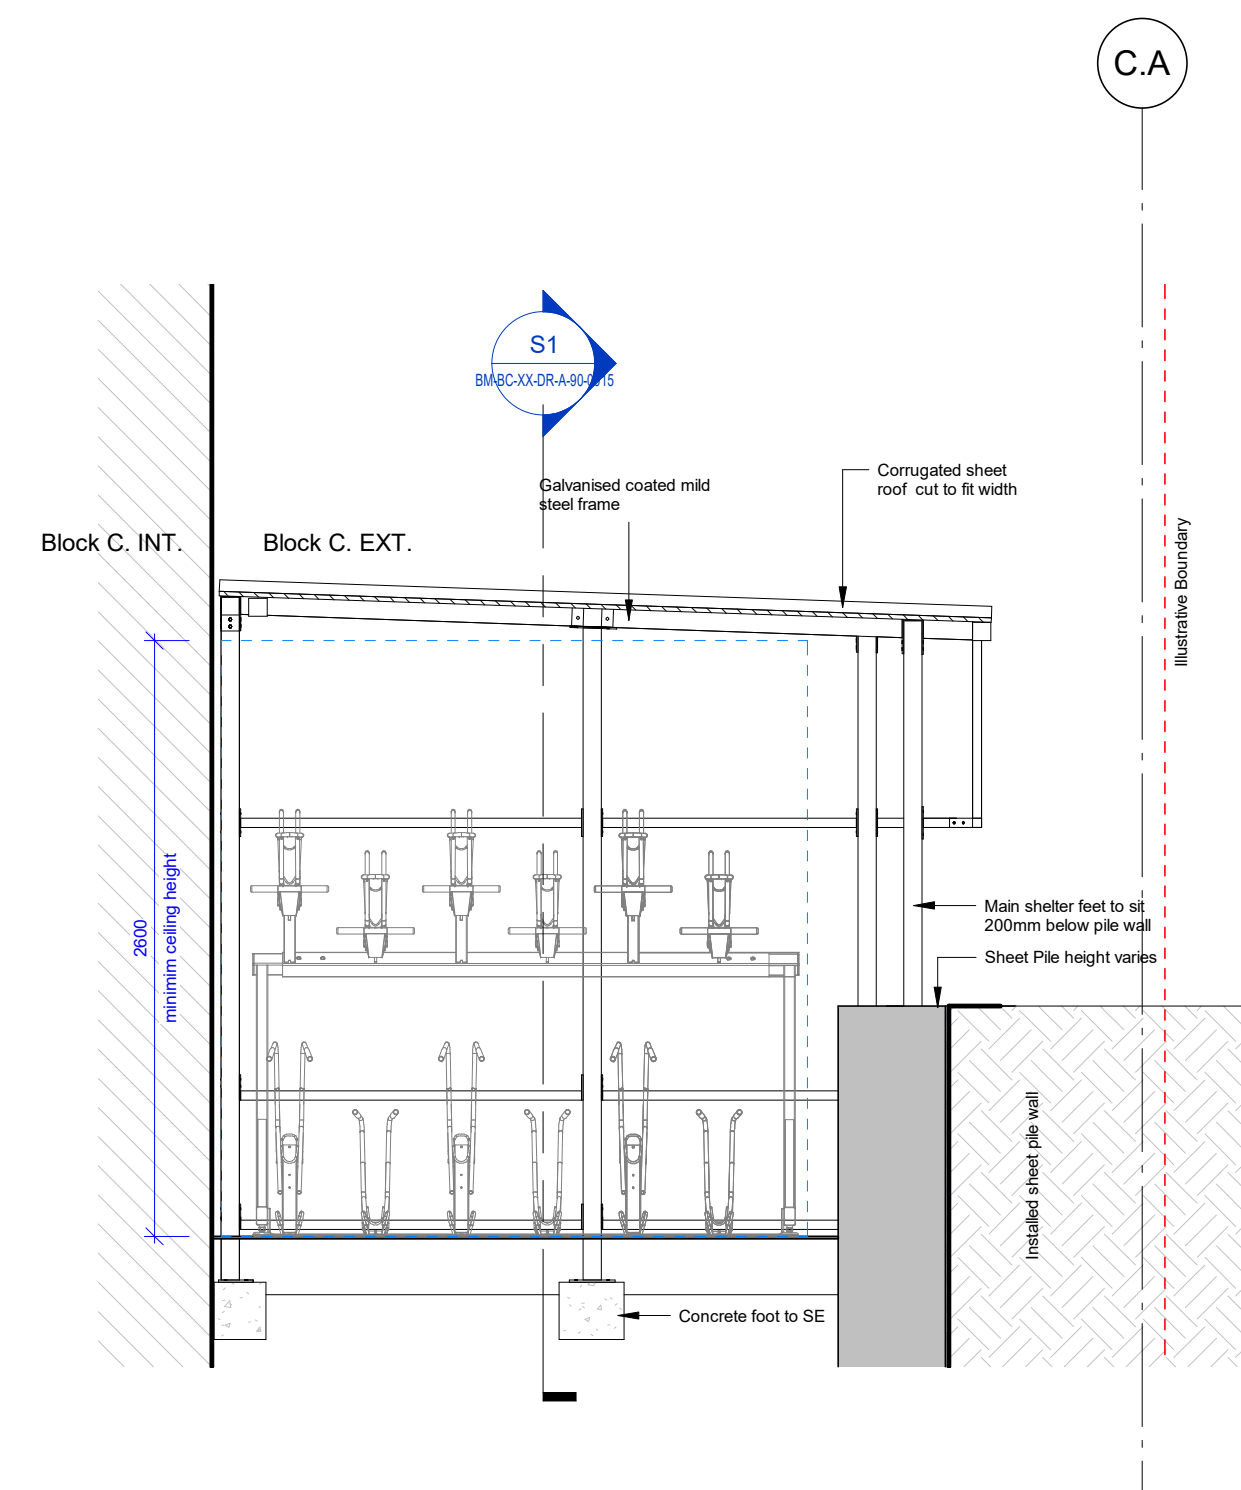 C.A
S1
BM-BC-XX-DR-A-90-0015
Galvanised coated mild
steel frame
Corrugated sheet
roof cut to fit width
Block C. INT.
Block C. EXT.
Illustrative Boundary
2600
minimim ceiling height
Main shelter feet to sit
200mm below pile wall
Sheet Pile height varies
Installed sheet pile wall
Concrete foot to SE